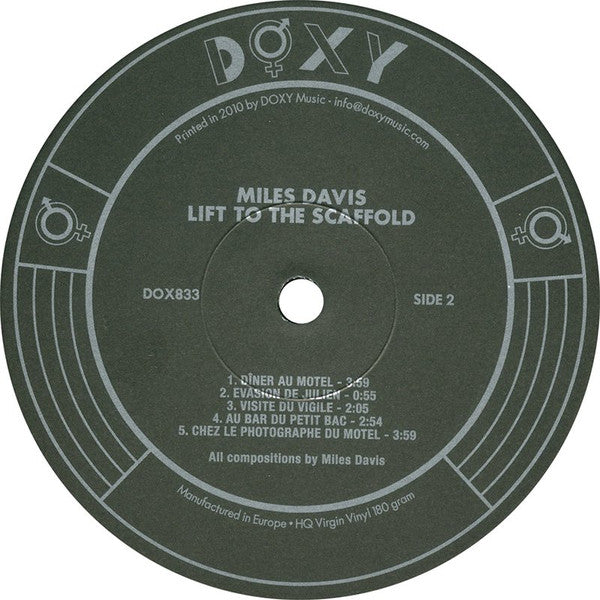 DOXY
Printed in 2010 by DOXY Music - info@doxymusic.com
MILES DAVIS
LIFT TO THE SCAFFOLD
DOX833
SIDE 2
1. DÎNER AU MOTEL - 3:59
2. EVASION DE JULIEN - 0:55
3. VISITE DU VIGILE - 2:05
4. AU BAR DU PETIT BAC - 2:54
5. CHEZ LE PHOTOGRAPHE DU MOTEL - 3:59
All compositions by Miles Davis
Manufactured in Europe • HQ Virgin Vinyl 180 gram